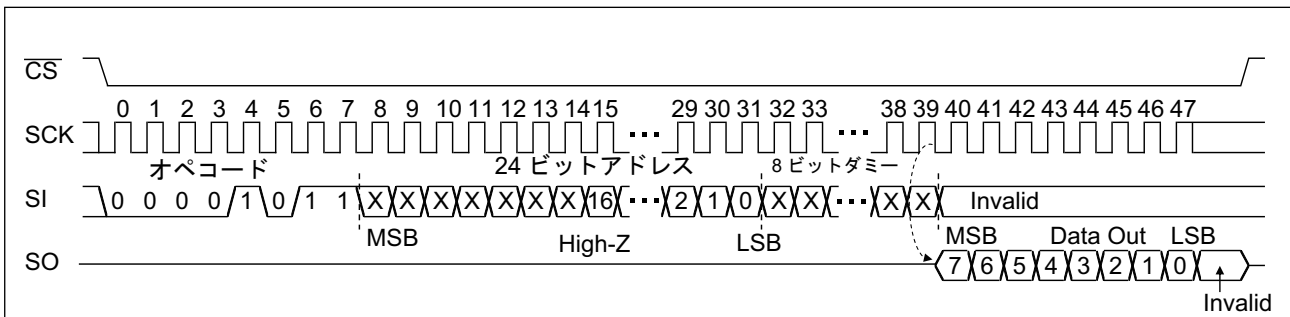 CS
0 1 2 3 4 5 6 7 8 9 10 11 12 13 14 15 29 30 31 32 33 38 39 40 41 42 43 44 45 46 47
SCK ••• •••
オペコード 24 ビットアドレス 8 ビットダミー
SI 0 0 0 0 1 0 1 1 X X X X X X X 16 ••• 2 1 0 X X ••• X X Invalid
MSB High-Z LSB MSB Data Out LSB
SO 7 6 5 4 3 2 1 0
Invalid